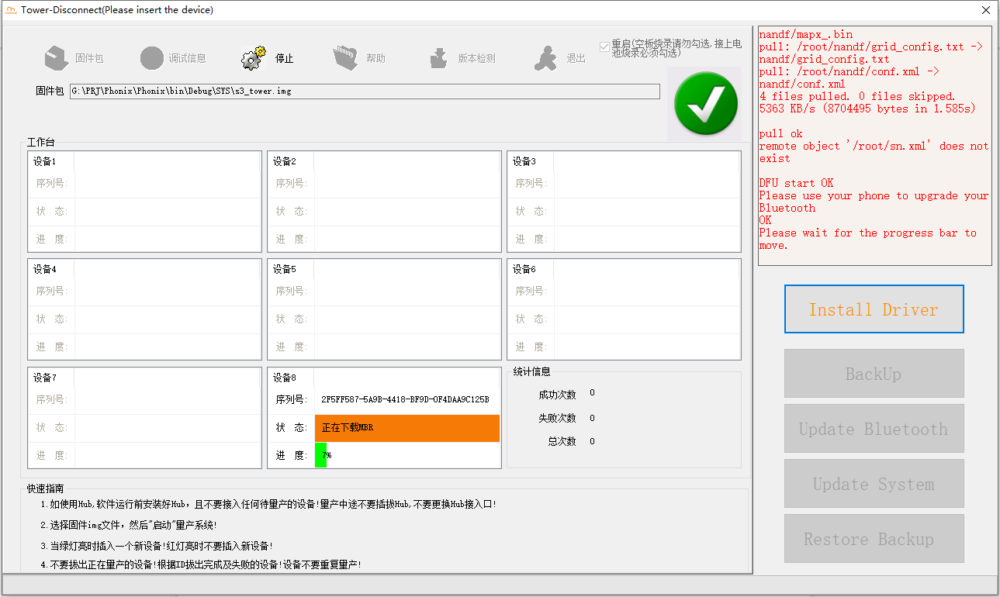 Tower-Disconnect(Please insert the device)
固件包
调试信息
停止
帮助
版本检测
退出
重启(空板烧录请勿勾选,接上电
池烧录必须勾选)
固件包 G:\PRJ\Phonix\Phonix\bin\Debug\SYS\s3_tower.img
工作台
设备1
序列号:
状 态:
进 度:
设备2
序列号:
状 态:
进 度:
设备3
序列号:
状 态:
进 度:
设备4
序列号:
状 态:
进 度:
设备5
序列号:
状 态:
进 度:
设备6
序列号:
状 态:
进 度:
设备7
序列号:
状 态:
进 度:
设备8
序列号: 2F5FF587-5A9B-4418-BF9D-0F4DAA9C125B
状 态: 正在下载MBR
进 度: 7%
统计信息
成功次数 0
失败次数 0
总次数 0
快速指南
1.如使用Hub,软件运行前安装好Hub，且不要接入任何待量产的设备!量产中途不要插拔Hub,不要更换Hub接入口!
2.选择固件img文件，然后"启动"量产系统!
3.当绿灯亮时插入一个新设备!红灯亮时不要插入新设备!
4.不要拔出正在量产的设备!根据ID拔出完成及失败的设备!设备不要重复量产!
nandf/mapx_.bin
pull: /root/nandf/grid_config.txt ->
nandf/grid_config.txt
pull: /root/nandf/conf.xml ->
nandf/conf.xml
4 files pulled. 0 files skipped.
5363 KB/s (8704495 bytes in 1.585s)
pull ok
remote object '/root/sn.xml' does not
exist
DFU start OK
Please use your phone to upgrade your
Bluetooth
OK
Please wait for the progress bar to
move.
Install Driver
BackUp
Update Bluetooth
Update System
Restore Backup